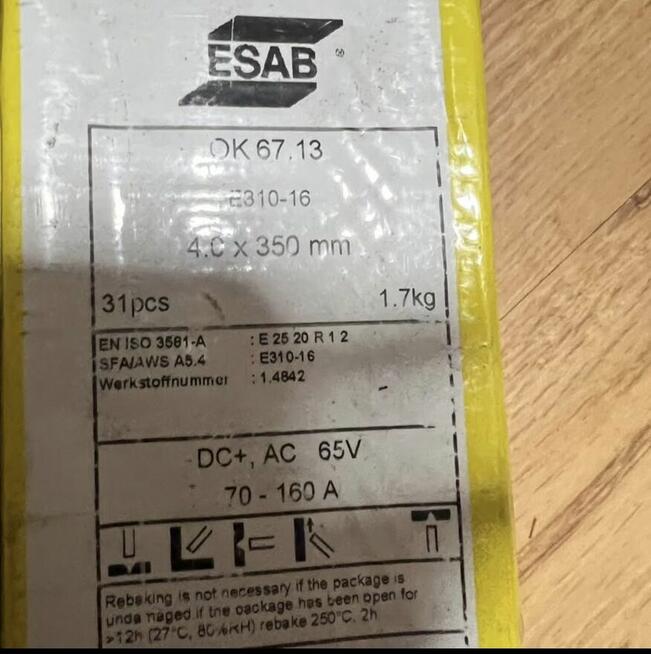 ESAB ®
OK 67.13
E310-16
4.0 x 350 mm
31pcs 1.7kg
EN ISO 3581-A : E 25 20 R 1 2
SFA/AWS A5.4 : E310-16
Werkstoffnummer : 1.4842
DC+, AC 65V
70 - 160 A
Rebaking is not necessary if the package is
undamaged.if the package has been open for
>12h (27°C, 80%RH) rebake 250°C, 2h